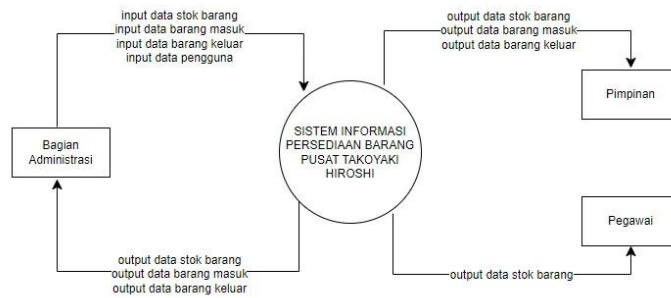 input data stok barang
input data barang masuk
input data barang keluar
input data pengguna
output data stok barang
output data barang masuk
output data barang keluar
Pimpinan
Bagian
Administrasi
SISTEM INFORMASI
PERSEDIAAN BARANG
PUSAT TAKOYAKI
HIROSHI
Pegawai
output data stok barang
output data barang masuk
output data barang keluar
output data stok barang